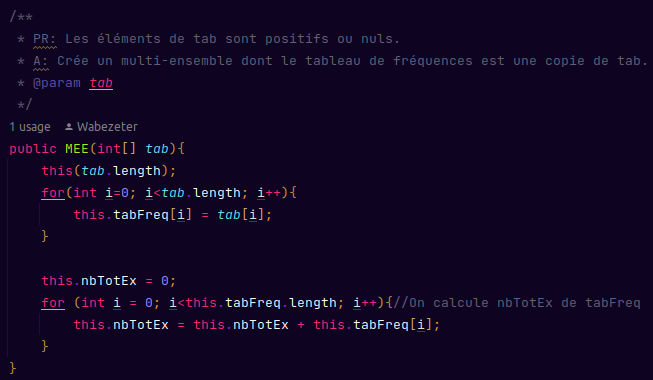 /**
 * PR: Les éléments de tab sont positifs ou nuls.
 * A: Crée un multi-ensemble dont le tableau de fréquences est une copie de tab.
 * @param tab
 */
1 usage Wabezeter
public MEE(int[] tab){
    this(tab.length);
    for(int i=0; i<tab.length; i++){
        this.tabFreq[i] = tab[i];
    }

    this.nbTotEx = 0;
    for (int i = 0; i<this.tabFreq.length; i++){//On calcule nbTotEx de tabFreq
        this.nbTotEx = this.nbTotEx + this.tabFreq[i];
    }
}